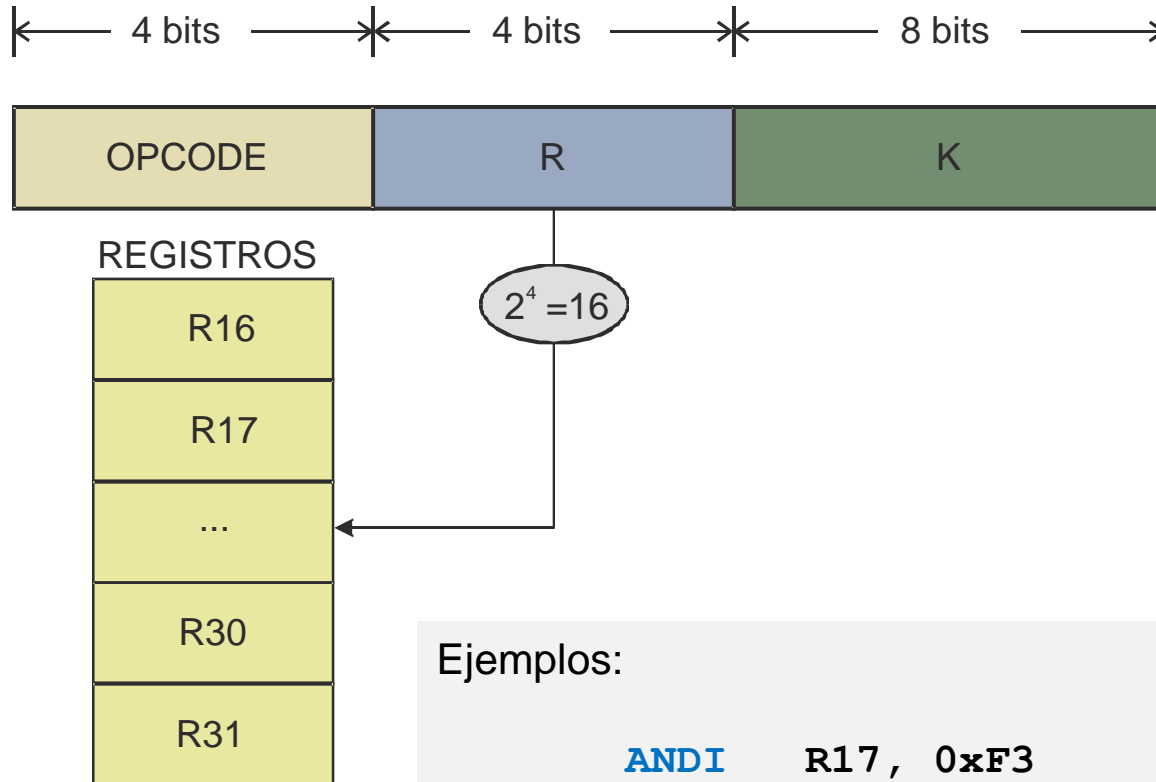 4 bits 4 bits 8 bits
OPCODE R K
REGISTROS
2⁴ =16
R16
R17
...
R30
R31
Ejemplos:
ANDI R17, 0xF3